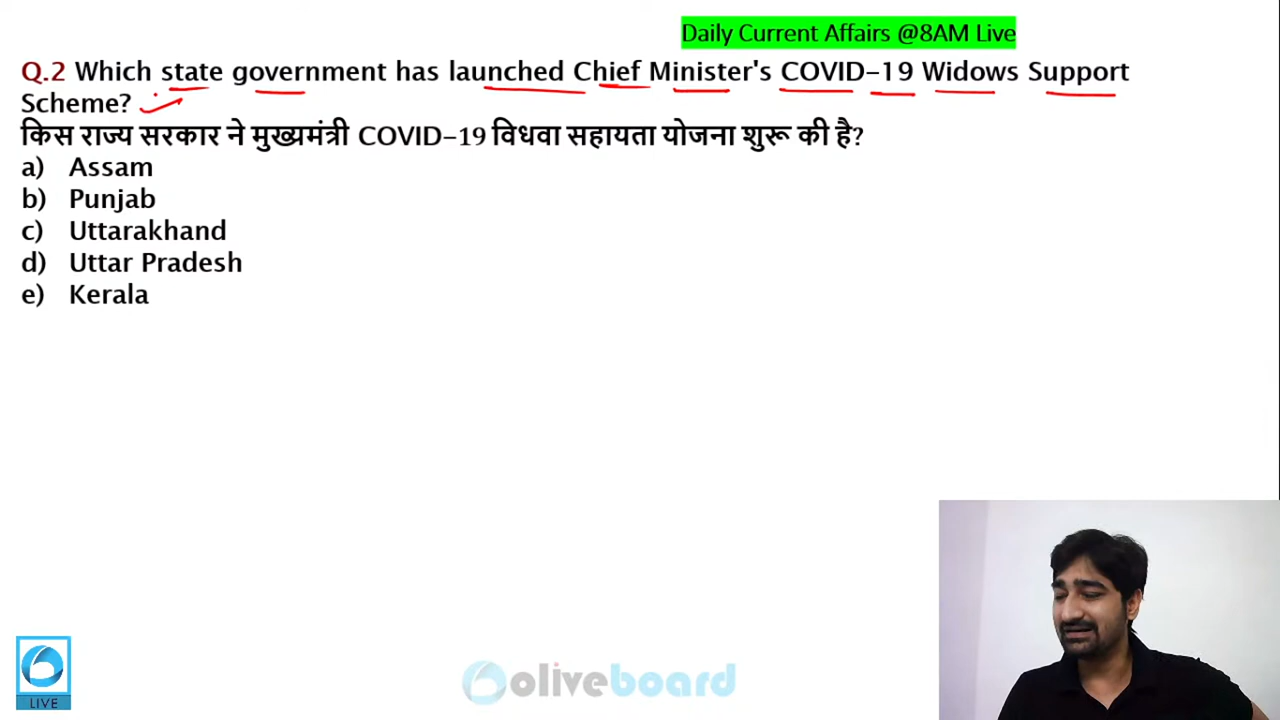 Daily Current Affairs @8AM Live
Q.2 Which state government has launched Chief Minister's COVID-19 Widows Support
Scheme?
किस राज्य सरकार ने मुख्यमंत्री COVID-19 विधवा सहायता योजना शुरू की है?
a) Assam
b) Punjab
c) Uttarakhand
d) Uttar Pradesh
e) Kerala
LIVE
oliveboard